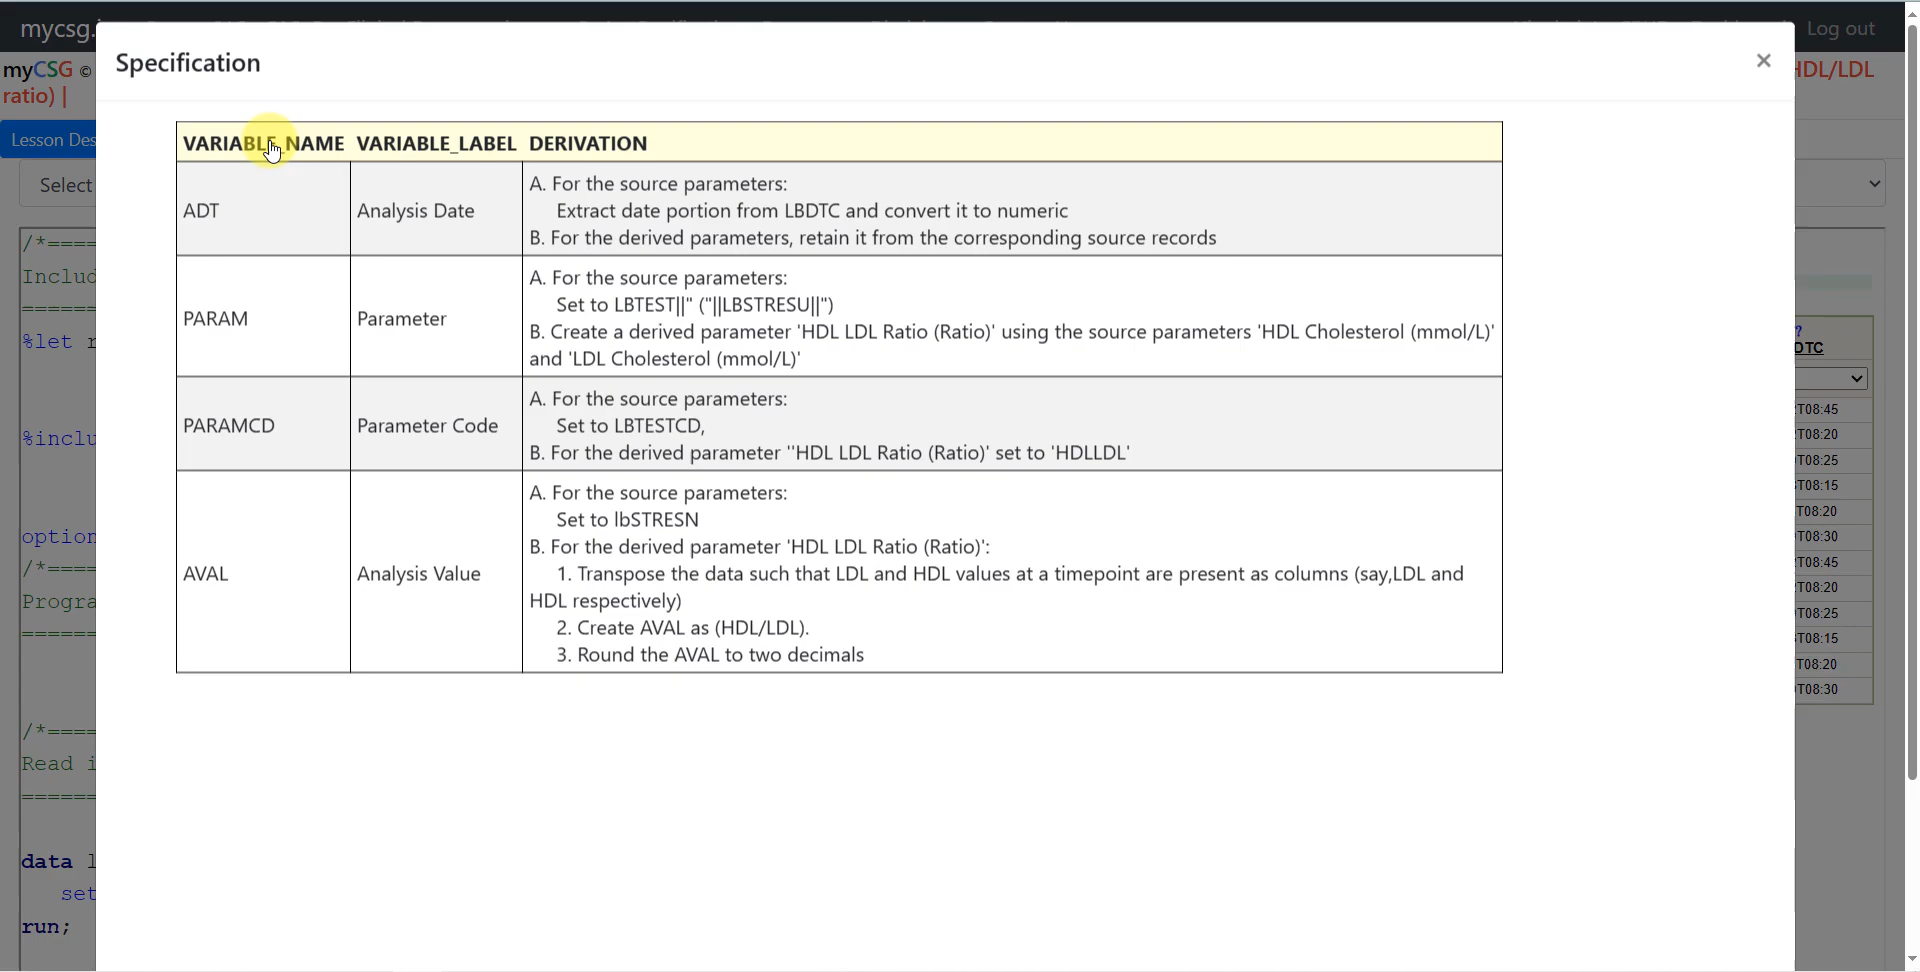 mycsg.
Log out
Specification
×
myCSG ©
HDL/LDL
ratio) |
Lesson Des
VARIABLE_NAME VARIABLE_LABEL DERIVATION
Select
ADT
Analysis Date
A. For the source parameters:
Extract date portion from LBDTC and convert it to numeric
B. For the derived parameters, retain it from the corresponding source records
PARAM
Parameter
A. For the source parameters:
Set to LBTEST||" ("||LBSTRESU||")
B. Create a derived parameter 'HDL LDL Ratio (Ratio)' using the source parameters 'HDL Cholesterol (mmol/L)'
and 'LDL Cholesterol (mmol/L)'
PARAMCD
Parameter Code
A. For the source parameters:
Set to LBTESTCD,
B. For the derived parameter ''HDL LDL Ratio (Ratio)' set to 'HDLLDL'
AVAL
Analysis Value
A. For the source parameters:
Set to lbSTRESN
B. For the derived parameter 'HDL LDL Ratio (Ratio)':
1. Transpose the data such that LDL and HDL values at a timepoint are present as columns (say,LDL and
HDL respectively)
2. Create AVAL as (HDL/LDL).
3. Round the AVAL to two decimals
/*====
Includ
======
%let r
%inclu
option
/*====
Progra
======
/*====
Read i
======
data l
set
run;
?
DTC
T08:45
T08:20
T08:25
T08:15
T08:20
T08:30
T08:45
T08:20
T08:25
T08:15
T08:20
T08:30